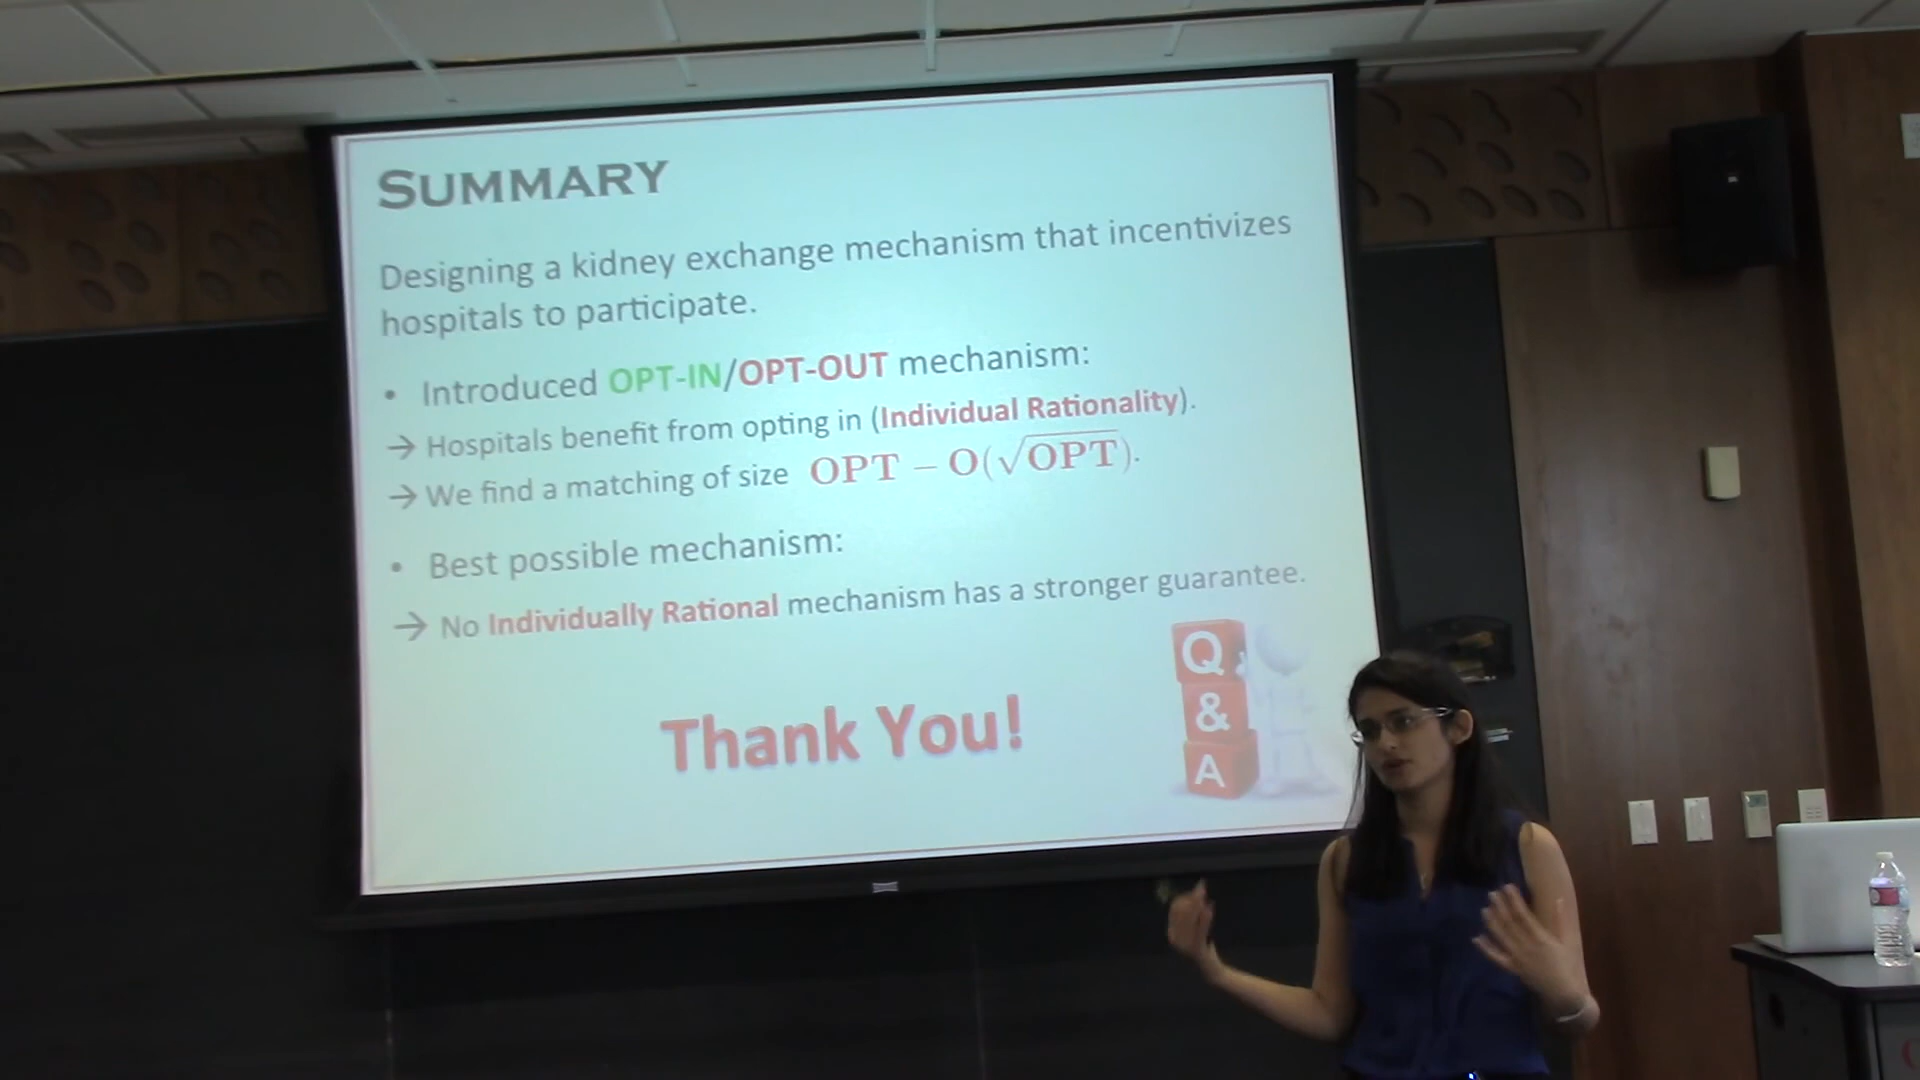 SUMMARY
Designing a kidney exchange mechanism that incentivizes
hospitals to participate.
• Introduced OPT-IN/OPT-OUT mechanism:
→ Hospitals benefit from opting in (Individual Rationality).
→ We find a matching of size OPT − O(√OPT).
• Best possible mechanism:
→ No Individually Rational mechanism has a stronger guarantee.
Thank You!
Q
&
A